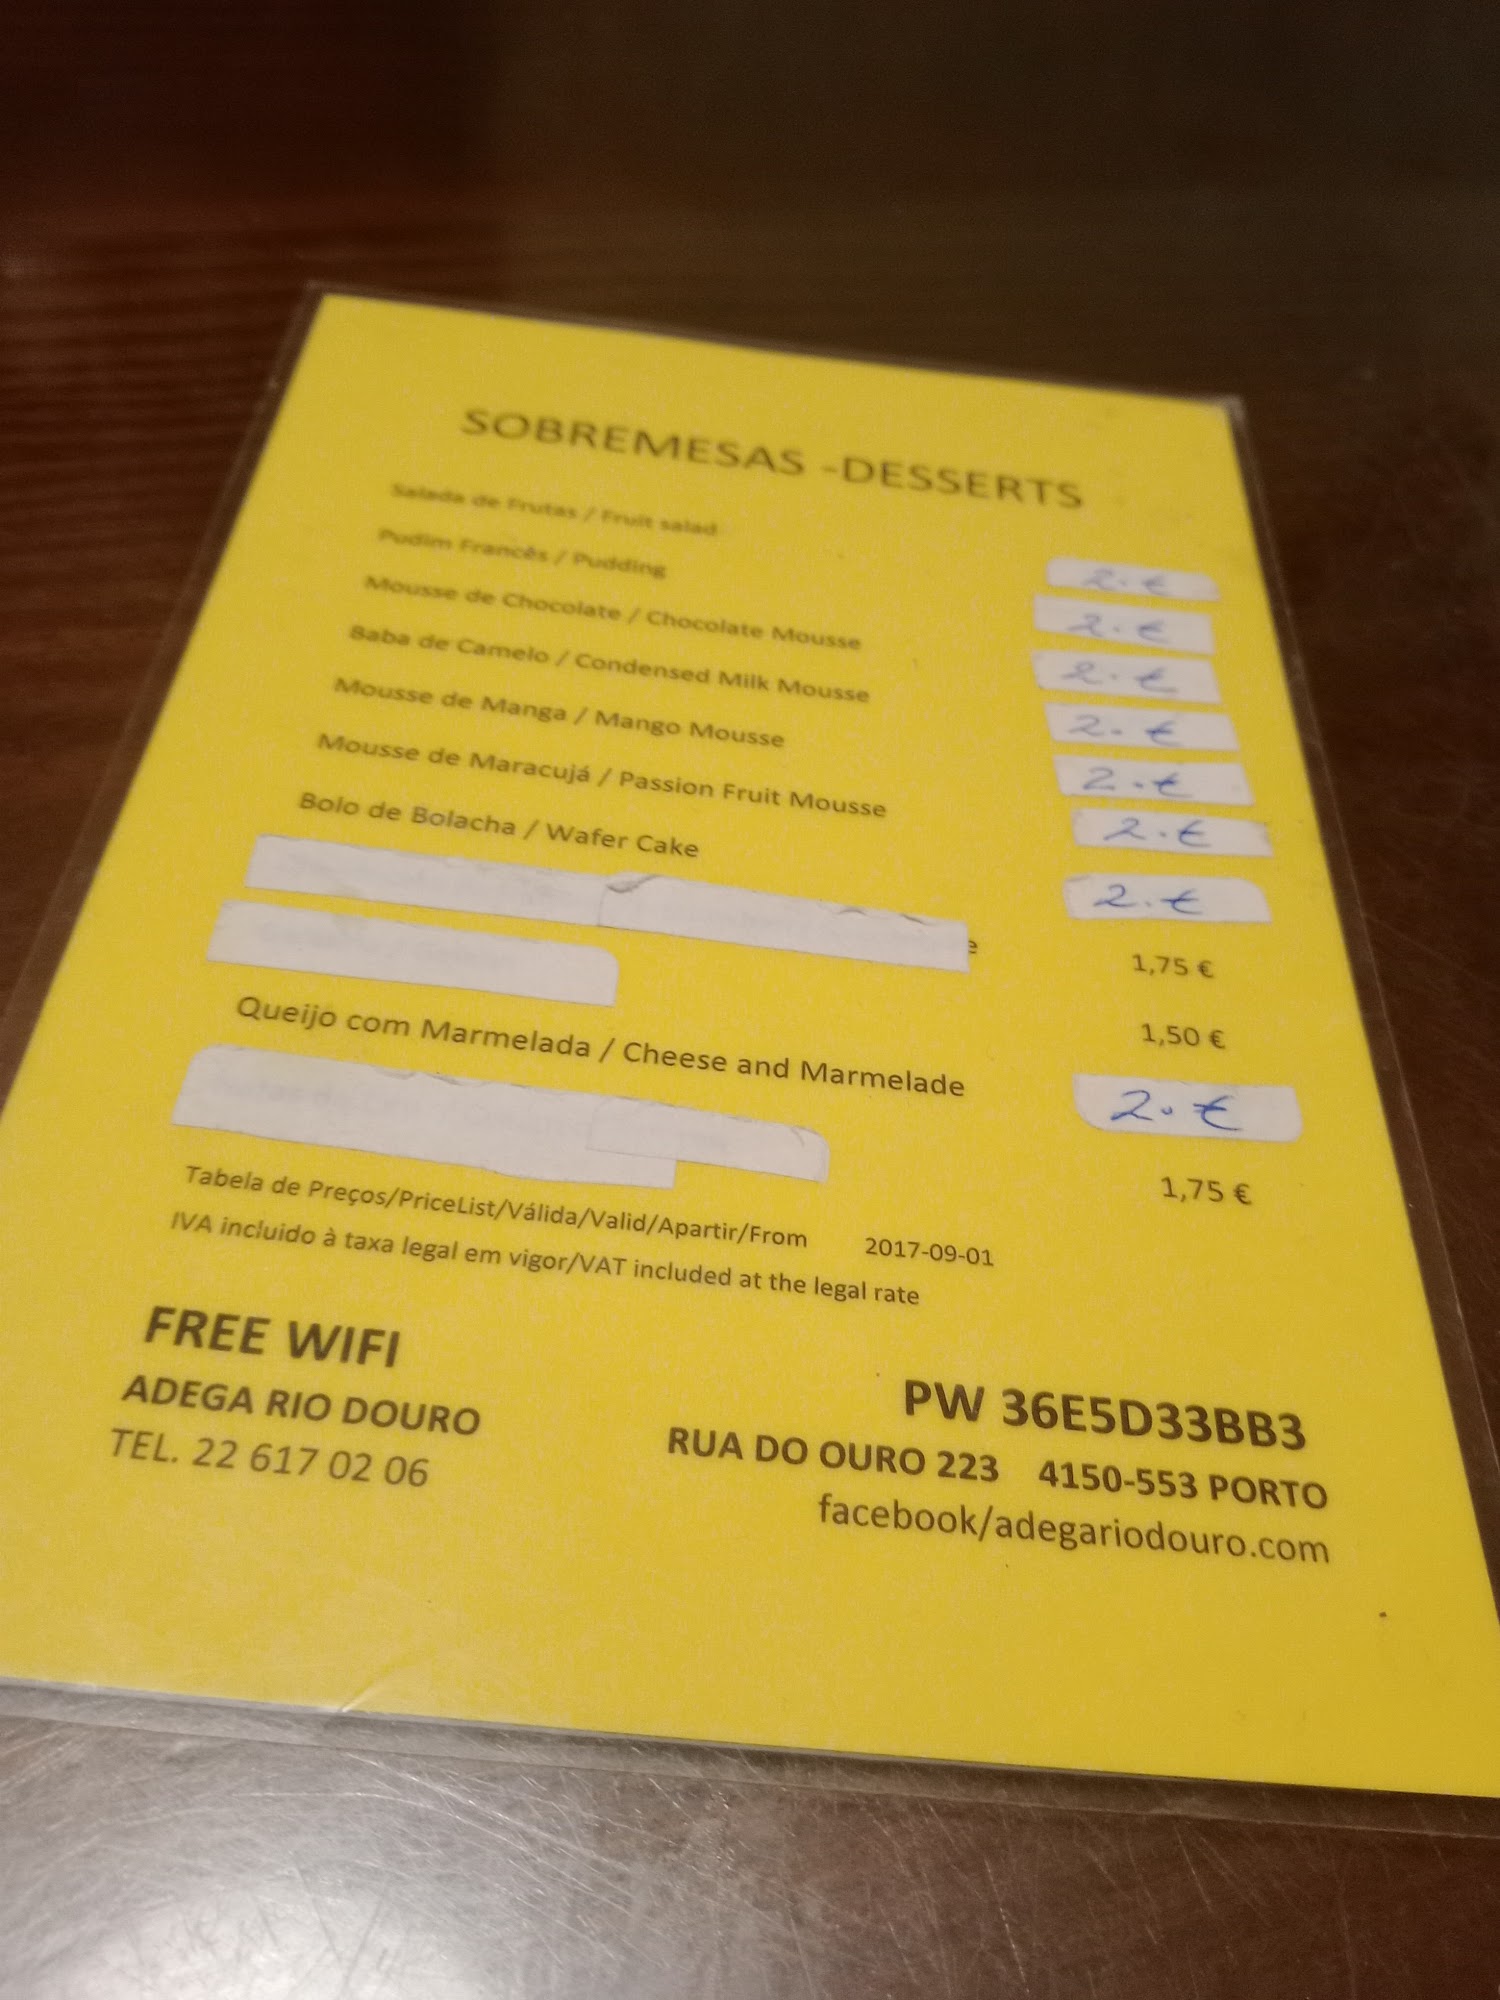 SOBREMESAS -DESSERTS
Salada de Frutas / Fruit salad 2.€
Pudim Francês / Pudding 2.€
Mousse de Chocolate / Chocolate Mousse 2.€
Baba de Camelo / Condensed Milk Mousse 2.€
Mousse de Manga / Mango Mousse 2.€
Mousse de Maracujá / Passion Fruit Mousse 2.€
Bolo de Bolacha / Wafer Cake 2.€
e 1,75 €
1,50 €
Queijo com Marmelada / Cheese and Marmelade 2.€
1,75 €
Tabela de Preços/PriceList/Válida/Valid/Apartir/From 2017-09-01
IVA incluido à taxa legal em vigor/VAT included at the legal rate
FREE WIFI PW 36E5D33BB3
ADEGA RIO DOURO RUA DO OURO 223 4150-553 PORTO
TEL. 22 617 02 06 facebook/adegariodouro.com